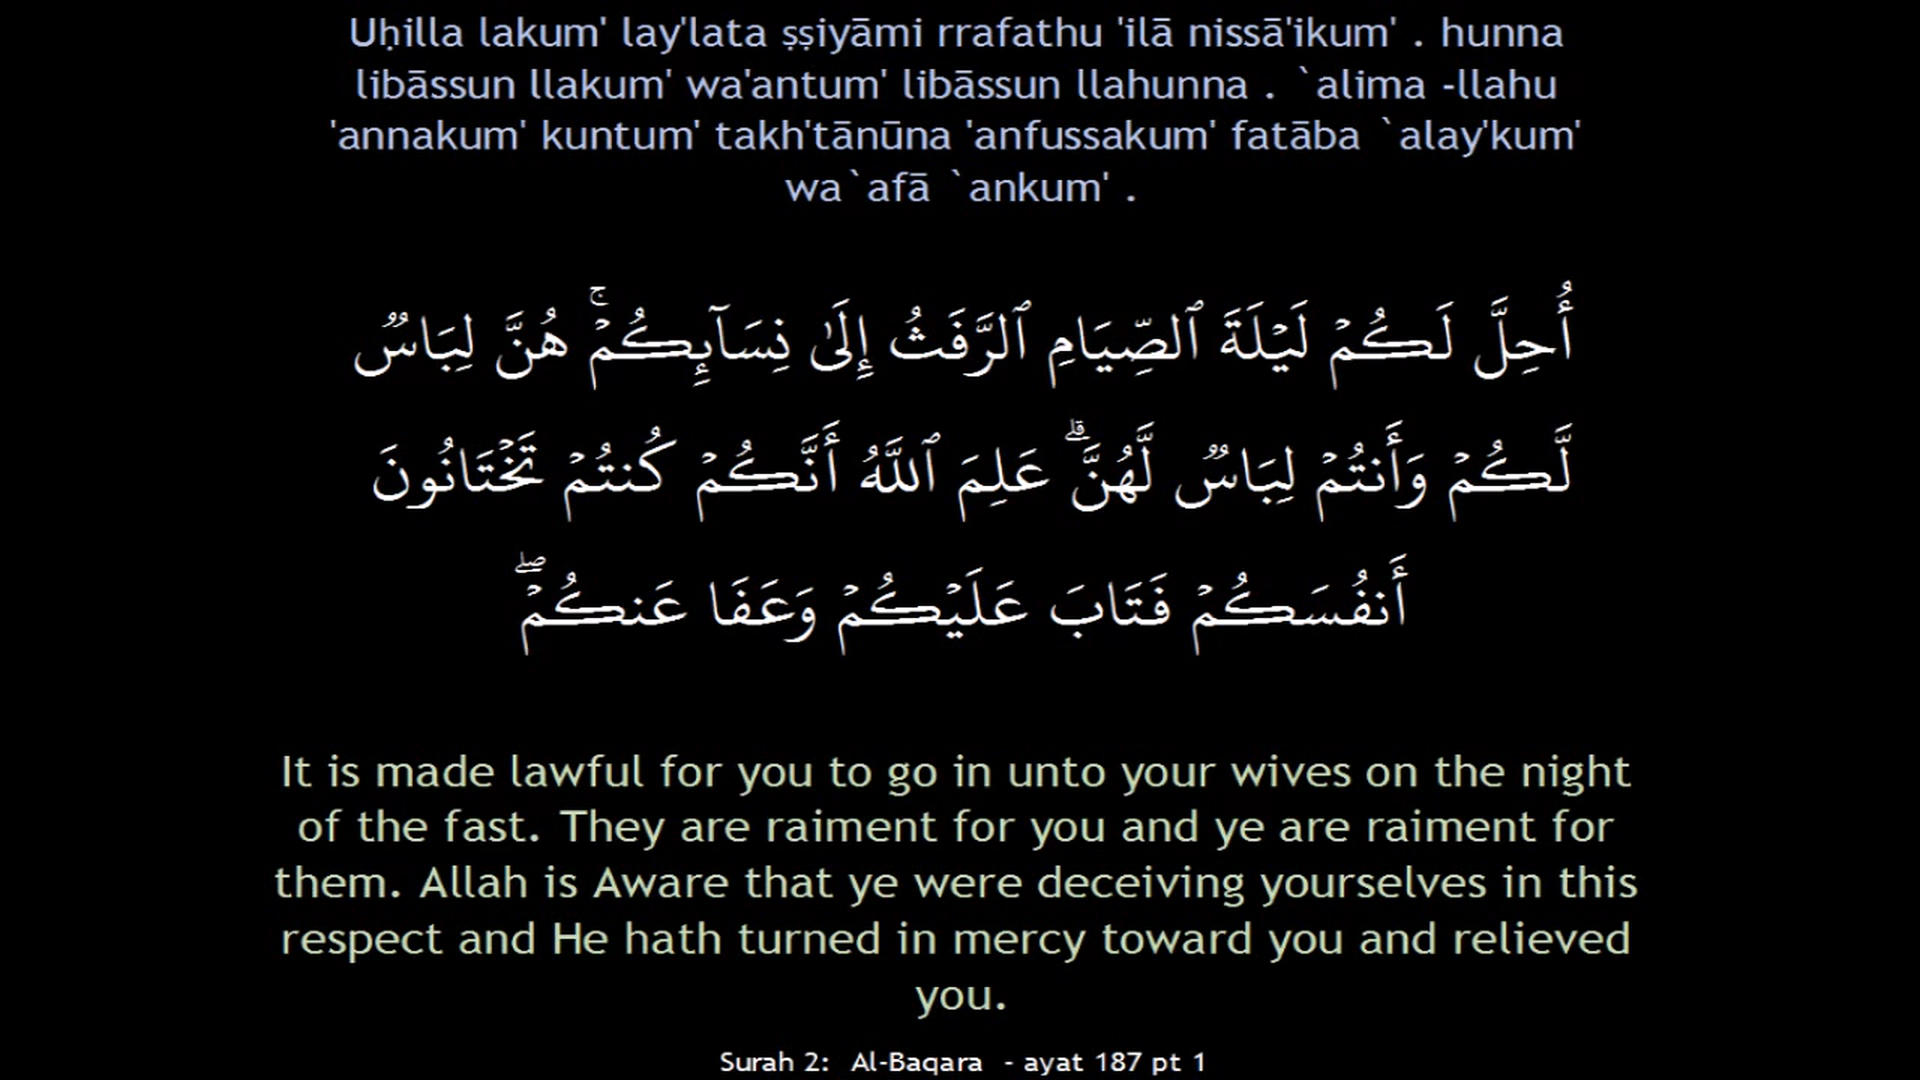 Uḥilla lakum' lay'lata ṣṣiyāmi rrafathu 'ilā nissā'ikum' . hunna
libāssun llakum' wa'antum' libāssun llahunna . `alima -llahu
'annakum' kuntum' takh'tānūna 'anfussakum' fatāba `alay'kum'
wa`afā `ankum' .
أُحِلَّ لَكُمۡ لَيۡلَةَ ٱلصِّيَامِ ٱلرَّفَثُ إِلَىٰ نِسَآئِكُمۡۚ هُنَّ لِبَاسٌ
لَّكُمۡ وَأَنتُمۡ لِبَاسٌ لَّهُنَّۗ عَلِمَ ٱللَّهُ أَنَّكُمۡ كُنتُمۡ تَخۡتَانُونَ
أَنفُسَكُمۡ فَتَابَ عَلَيۡكُمۡ وَعَفَا عَنكُمۡۖ
It is made lawful for you to go in unto your wives on the night
of the fast. They are raiment for you and ye are raiment for
them. Allah is Aware that ye were deceiving yourselves in this
respect and He hath turned in mercy toward you and relieved
you.
Surah 2: Al-Baqara - ayat 187 pt 1